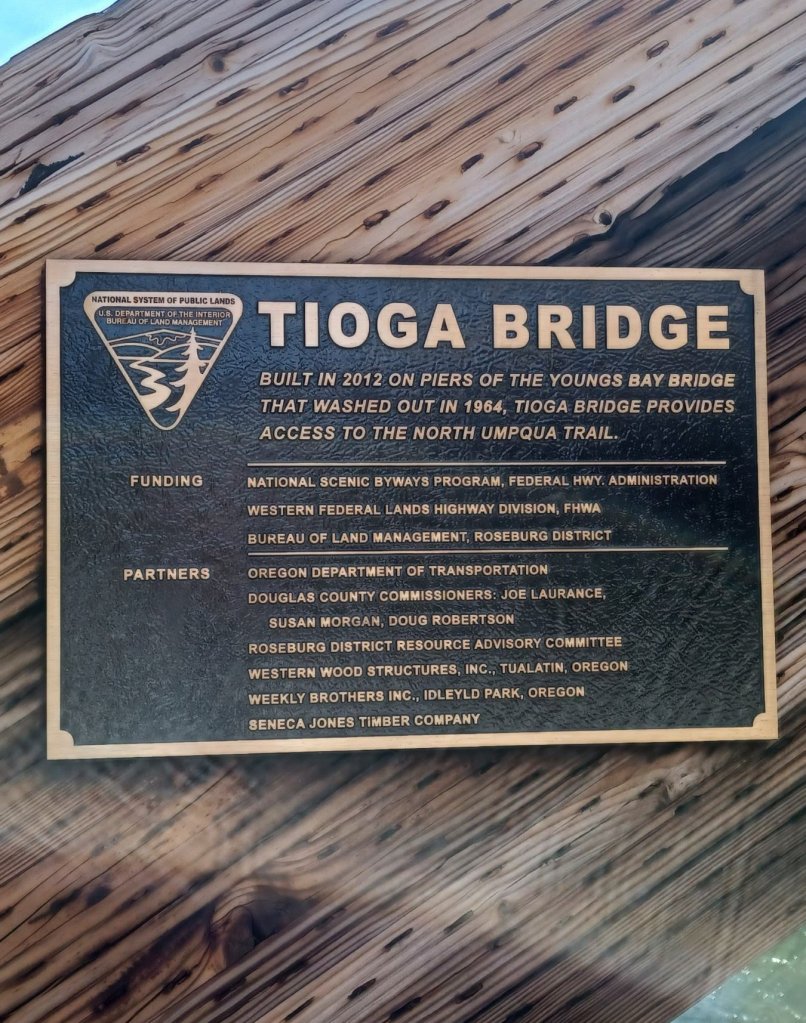 NATIONAL SYSTEM OF PUBLIC LANDS
U.S. DEPARTMENT OF THE INTERIOR
BUREAU OF LAND MANAGEMENT
TIOGA BRIDGE
BUILT IN 2012 ON PIERS OF THE YOUNGS BAY BRIDGE
THAT WASHED OUT IN 1964, TIOGA BRIDGE PROVIDES
ACCESS TO THE NORTH UMPQUA TRAIL.
FUNDING NATIONAL SCENIC BYWAYS PROGRAM, FEDERAL HWY. ADMINISTRATION
WESTERN FEDERAL LANDS HIGHWAY DIVISION, FHWA
BUREAU OF LAND MANAGEMENT, ROSEBURG DISTRICT
PARTNERS OREGON DEPARTMENT OF TRANSPORTATION
DOUGLAS COUNTY COMMISSIONERS: JOE LAURANCE,
SUSAN MORGAN, DOUG ROBERTSON
ROSEBURG DISTRICT RESOURCE ADVISORY COMMITTEE
WESTERN WOOD STRUCTURES, INC., TUALATIN, OREGON
WEEKLY BROTHERS INC., IDLEYLD PARK, OREGON
SENECA JONES TIMBER COMPANY